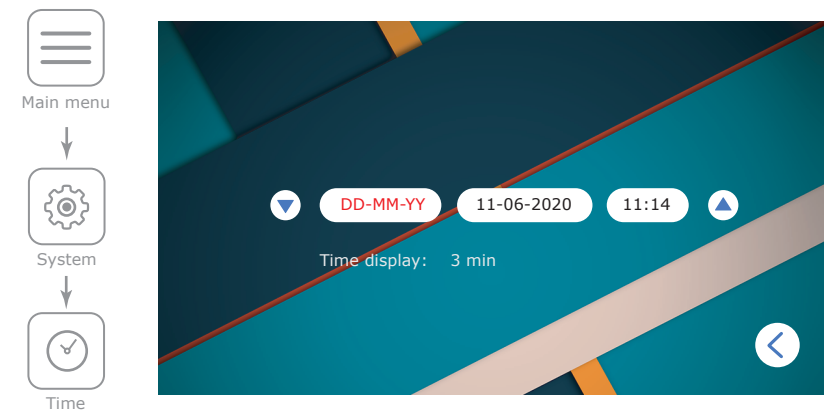 Main menu
System
Time
DD-MM-YY 11-06-2020 11:14
Time display: 3 min